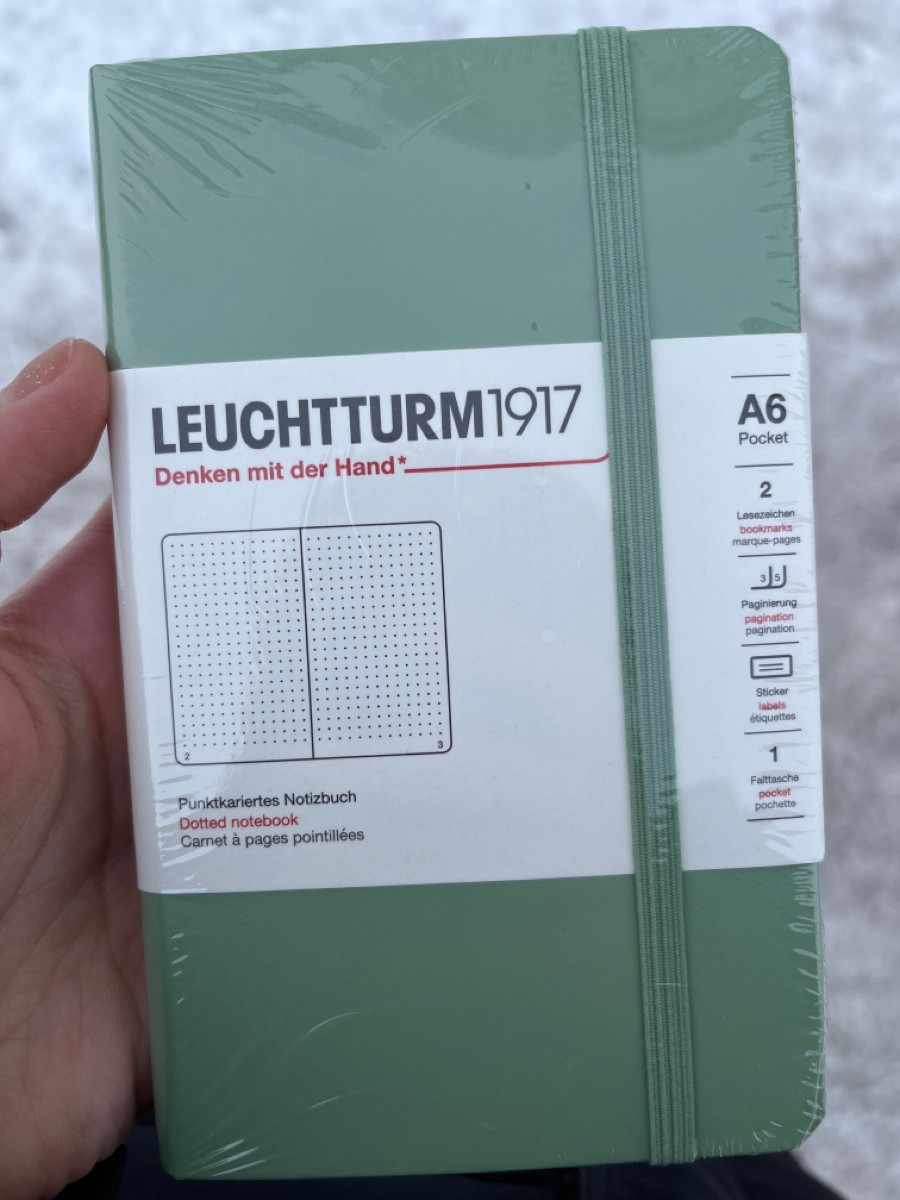 LEUCHTTURM1917
Denken mit der Hand*
2
3
Punktkariertes Notizbuch
Dotted notebook
Carnet à pages pointillées
A6
Pocket
2
Lesezeichen
bookmarks
marque-pages
3 5
Paginierung
pagination
pagination
Sticker
labels
étiquettes
1
Falttasche
pocket
pochette